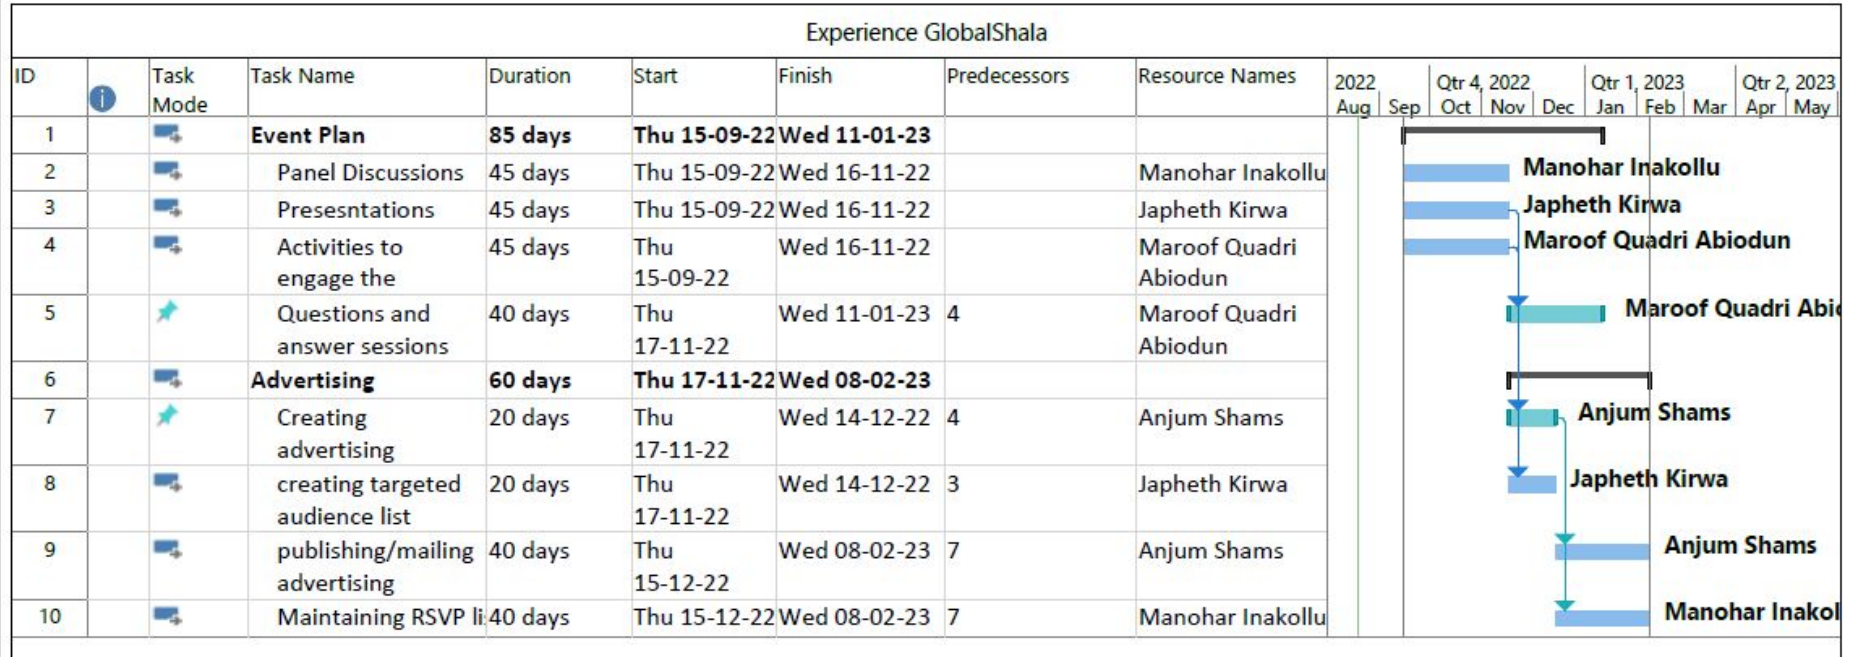 Experience GlobalShala
ID Task Mode Task Name Duration Start Finish Predecessors Resource Names 2022 Qtr 4, 2022 Qtr 1, 2023 Qtr 2, 2023
Aug Sep Oct Nov Dec Jan Feb Mar Apr May
1 Event Plan 85 days Thu 15-09-22 Wed 11-01-23
2 Panel Discussions 45 days Thu 15-09-22 Wed 16-11-22 Manohar Inakollu Manohar Inakollu
3 Presesntations 45 days Thu 15-09-22 Wed 16-11-22 Japheth Kirwa Japheth Kirwa
4 Activities to 45 days Thu Wed 16-11-22 Maroof Quadri Maroof Quadri Abiodun
engage the 15-09-22 Abiodun
5 Questions and 40 days Thu Wed 11-01-23 4 Maroof Quadri Maroof Quadri Abio
answer sessions 17-11-22 Abiodun
6 Advertising 60 days Thu 17-11-22 Wed 08-02-23
7 Creating 20 days Thu Wed 14-12-22 4 Anjum Shams Anjum Shams
advertising 17-11-22
8 creating targeted 20 days Thu Wed 14-12-22 3 Japheth Kirwa Japheth Kirwa
audience list 17-11-22
9 publishing/mailing 40 days Thu Wed 08-02-23 7 Anjum Shams Anjum Shams
advertising 15-12-22
10 Maintaining RSVP li 40 days Thu 15-12-22 Wed 08-02-23 7 Manohar Inakollu Manohar Inakol